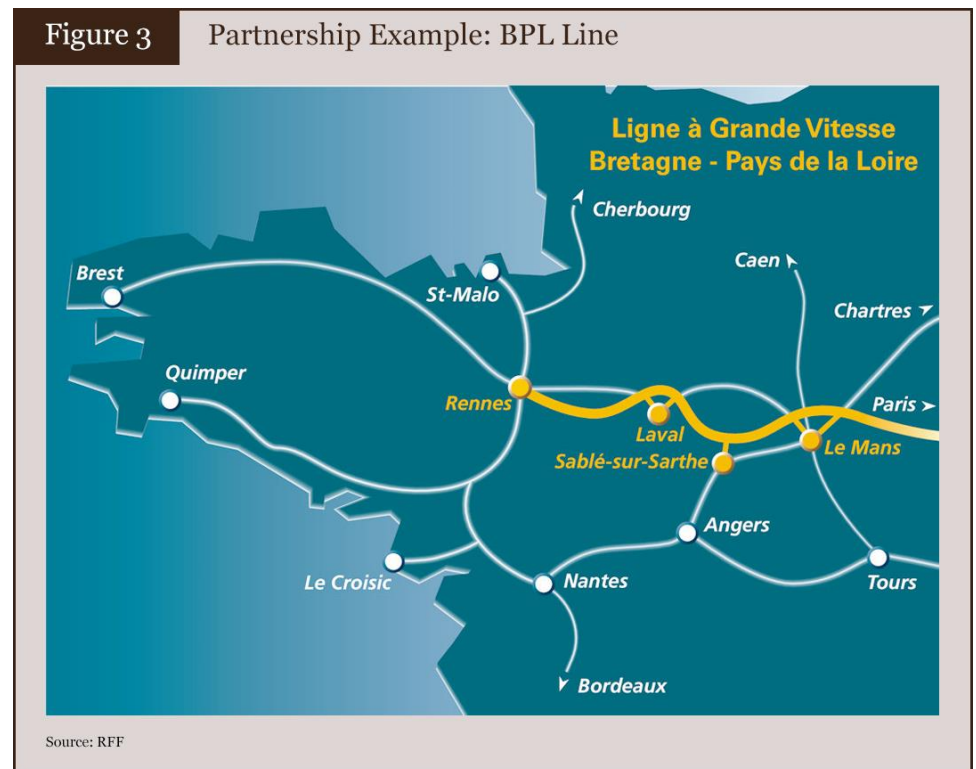 Figure 3
Partnership Example: BPL Line
Ligne à Grande Vitesse
Bretagne - Pays de la Loire
Cherbourg
Caen
Brest
St-Malo
Chartres
Quimper
Rennes
Paris
Laval
Le Mans
Sablé-sur-Sarthe
Angers
Le Croisic
Nantes
Tours
Bordeaux
Source: RFF